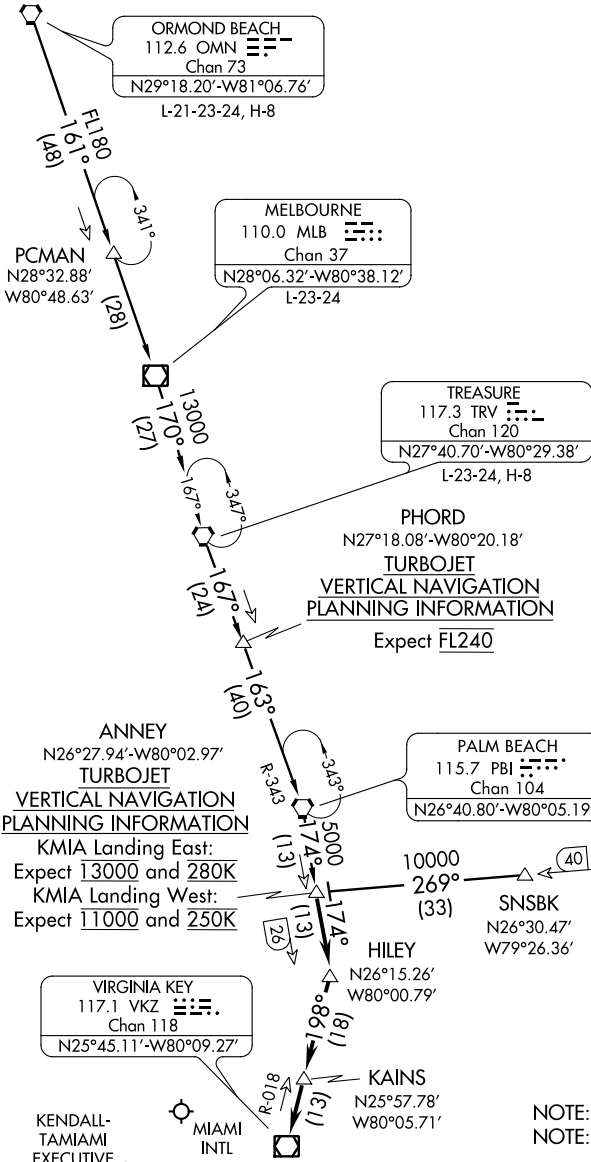 ORMOND BEACH
112.6 OMN
Chan 73
N29°18.20'-W81°06.76'
L-21-23-24, H-8
FL180
161°
(48)
341°
PCMAN
N28°32.88'
W80°48.63'
(28)
MELBOURNE
110.0 MLB
Chan 37
N28°06.32'-W80°38.12'
L-23-24
13000
170°
(27)
TREASURE
117.3 TRV
Chan 120
N27°40.70'-W80°29.38'
L-23-24, H-8
167°
347°
PHORD
N27°18.08'-W80°20.18'
TURBOJET
VERTICAL NAVIGATION
PLANNING INFORMATION
Expect FL240
167°
(24)
163°
(40)
ANNEY
N26°27.94'-W80°02.97'
TURBOJET
VERTICAL NAVIGATION
PLANNING INFORMATION
KMIA Landing East:
Expect 13000 and 280K
KMIA Landing West:
Expect 11000 and 250K
R-343
343°
PALM BEACH
115.7 PBI
Chan 104
N26°40.80'-W80°05.19
5000
174°
(13)
10000
269°
(33)
40
SNSBK
N26°30.47'
W79°26.36'
174°
(13)
26
HILEY
N26°15.26'
W80°00.79'
VIRGINIA KEY
117.1 VKZ
Chan 118
N25°45.11'-W80°09.27'
198°
(18)
KAINS
N25°57.78'
W80°05.71'
R-018
(13)
KENDALL-
TAMIAMI
EXECUTIVE
MIAMI
INTL
NOTE:
NOTE: